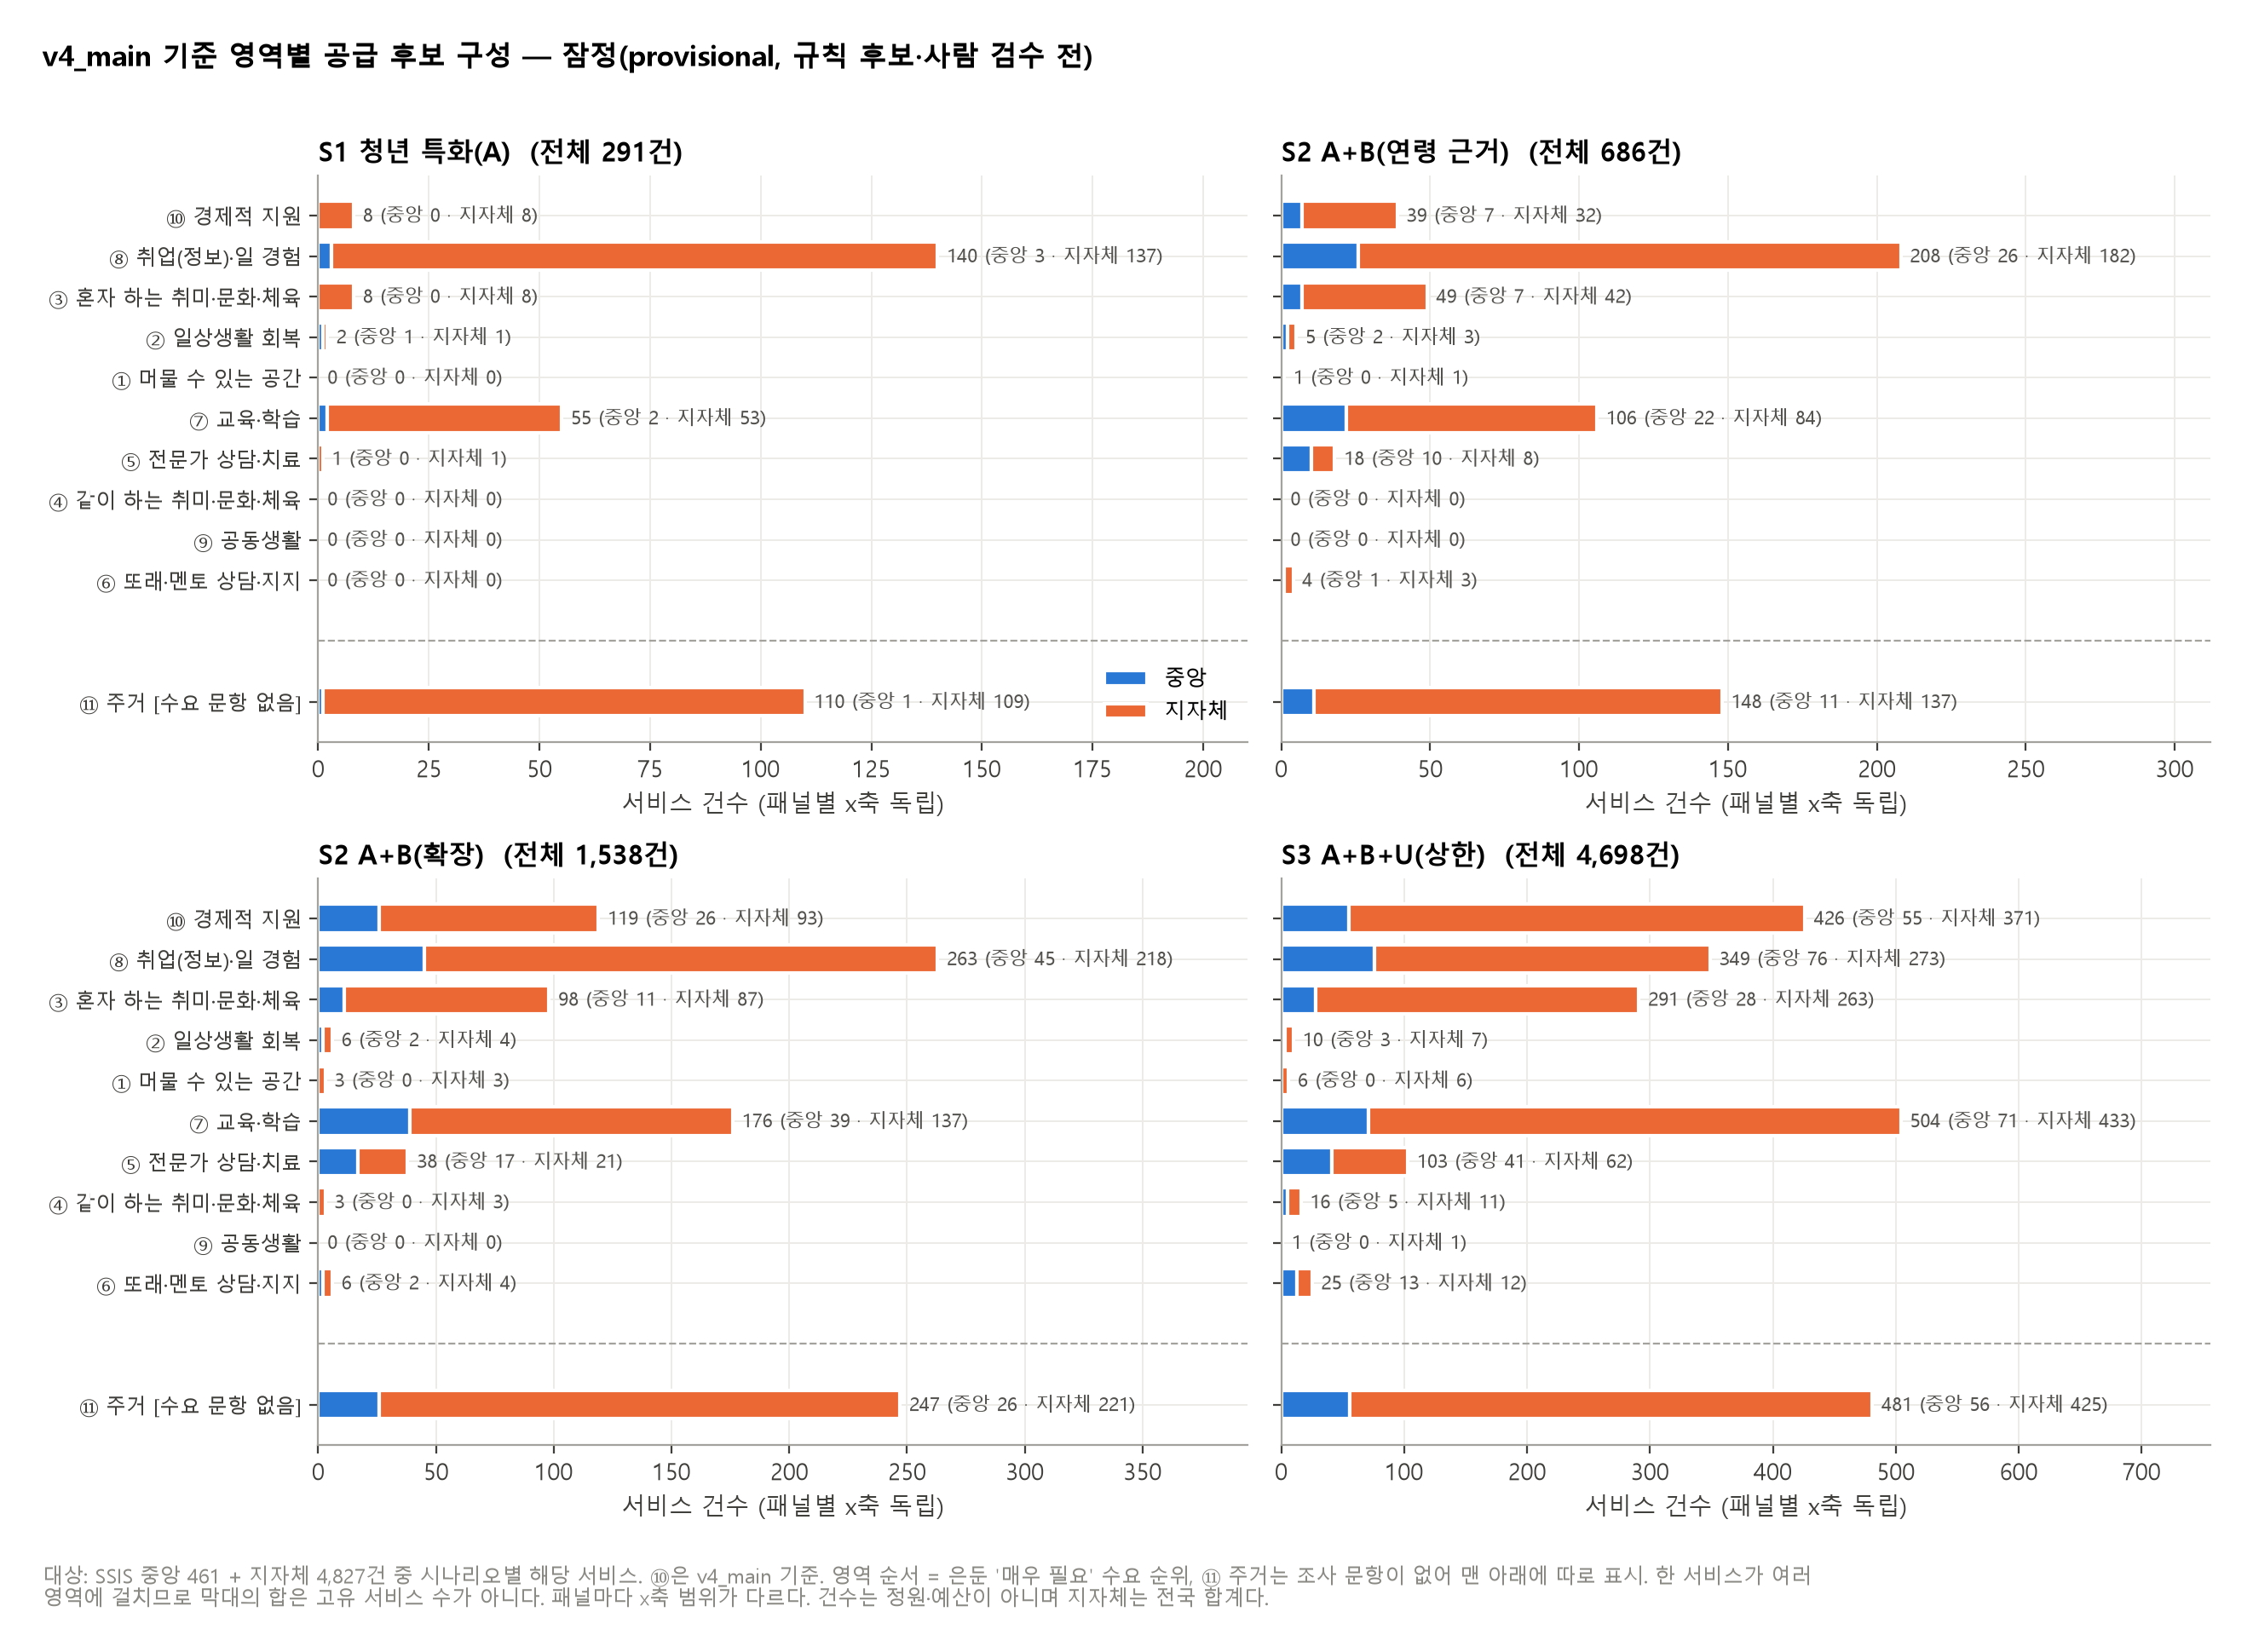 v4_main 기준 영역별 공급 후보 구성 — 잠정(provisional, 규칙 후보·사람 검수 전)
S1 청년 특화(A)  (전체 291건)
⑩ 경제적 지원
8 (중앙 0 · 지자체 8)
⑧ 취업(정보)·일 경험
140 (중앙 3 · 지자체 137)
③ 혼자 하는 취미·문화·체육
8 (중앙 0 · 지자체 8)
② 일상생활 회복
2 (중앙 1 · 지자체 1)
① 머물 수 있는 공간
0 (중앙 0 · 지자체 0)
⑦ 교육·학습
55 (중앙 2 · 지자체 53)
⑤ 전문가 상담·치료
1 (중앙 0 · 지자체 1)
④ 같이 하는 취미·문화·체육
0 (중앙 0 · 지자체 0)
⑨ 공동생활
0 (중앙 0 · 지자체 0)
⑥ 또래·멘토 상담·지지
0 (중앙 0 · 지자체 0)
⑪ 주거 [수요 문항 없음]
110 (중앙 1 · 지자체 109)
중앙
지자체
0 25 50 75 100 125 150 175 200
서비스 건수 (패널별 x축 독립)
S2 A+B(연령 근거)  (전체 686건)
39 (중앙 7 · 지자체 32)
208 (중앙 26 · 지자체 182)
49 (중앙 7 · 지자체 42)
5 (중앙 2 · 지자체 3)
1 (중앙 0 · 지자체 1)
106 (중앙 22 · 지자체 84)
18 (중앙 10 · 지자체 8)
0 (중앙 0 · 지자체 0)
0 (중앙 0 · 지자체 0)
4 (중앙 1 · 지자체 3)
148 (중앙 11 · 지자체 137)
0 50 100 150 200 250 300
서비스 건수 (패널별 x축 독립)
S2 A+B(확장)  (전체 1,538건)
⑩ 경제적 지원
119 (중앙 26 · 지자체 93)
⑧ 취업(정보)·일 경험
263 (중앙 45 · 지자체 218)
③ 혼자 하는 취미·문화·체육
98 (중앙 11 · 지자체 87)
② 일상생활 회복
6 (중앙 2 · 지자체 4)
① 머물 수 있는 공간
3 (중앙 0 · 지자체 3)
⑦ 교육·학습
176 (중앙 39 · 지자체 137)
⑤ 전문가 상담·치료
38 (중앙 17 · 지자체 21)
④ 같이 하는 취미·문화·체육
3 (중앙 0 · 지자체 3)
⑨ 공동생활
0 (중앙 0 · 지자체 0)
⑥ 또래·멘토 상담·지지
6 (중앙 2 · 지자체 4)
⑪ 주거 [수요 문항 없음]
247 (중앙 26 · 지자체 221)
0 50 100 150 200 250 300 350
서비스 건수 (패널별 x축 독립)
S3 A+B+U(상한)  (전체 4,698건)
426 (중앙 55 · 지자체 371)
349 (중앙 76 · 지자체 273)
291 (중앙 28 · 지자체 263)
10 (중앙 3 · 지자체 7)
6 (중앙 0 · 지자체 6)
504 (중앙 71 · 지자체 433)
103 (중앙 41 · 지자체 62)
16 (중앙 5 · 지자체 11)
1 (중앙 0 · 지자체 1)
25 (중앙 13 · 지자체 12)
481 (중앙 56 · 지자체 425)
0 100 200 300 400 500 600 700
서비스 건수 (패널별 x축 독립)
대상: SSIS 중앙 461 + 지자체 4,827건 중 시나리오별 해당 서비스. ⑩은 v4_main 기준. 영역 순서 = 은둔 '매우 필요' 수요 순위, ⑪ 주거는 조사 문항이 없어 맨 아래에 따로 표시. 한 서비스가 여러
영역에 걸치므로 막대의 합은 고유 서비스 수가 아니다. 패널마다 x축 범위가 다르다. 건수는 정원·예산이 아니며 지자체는 전국 합계다.